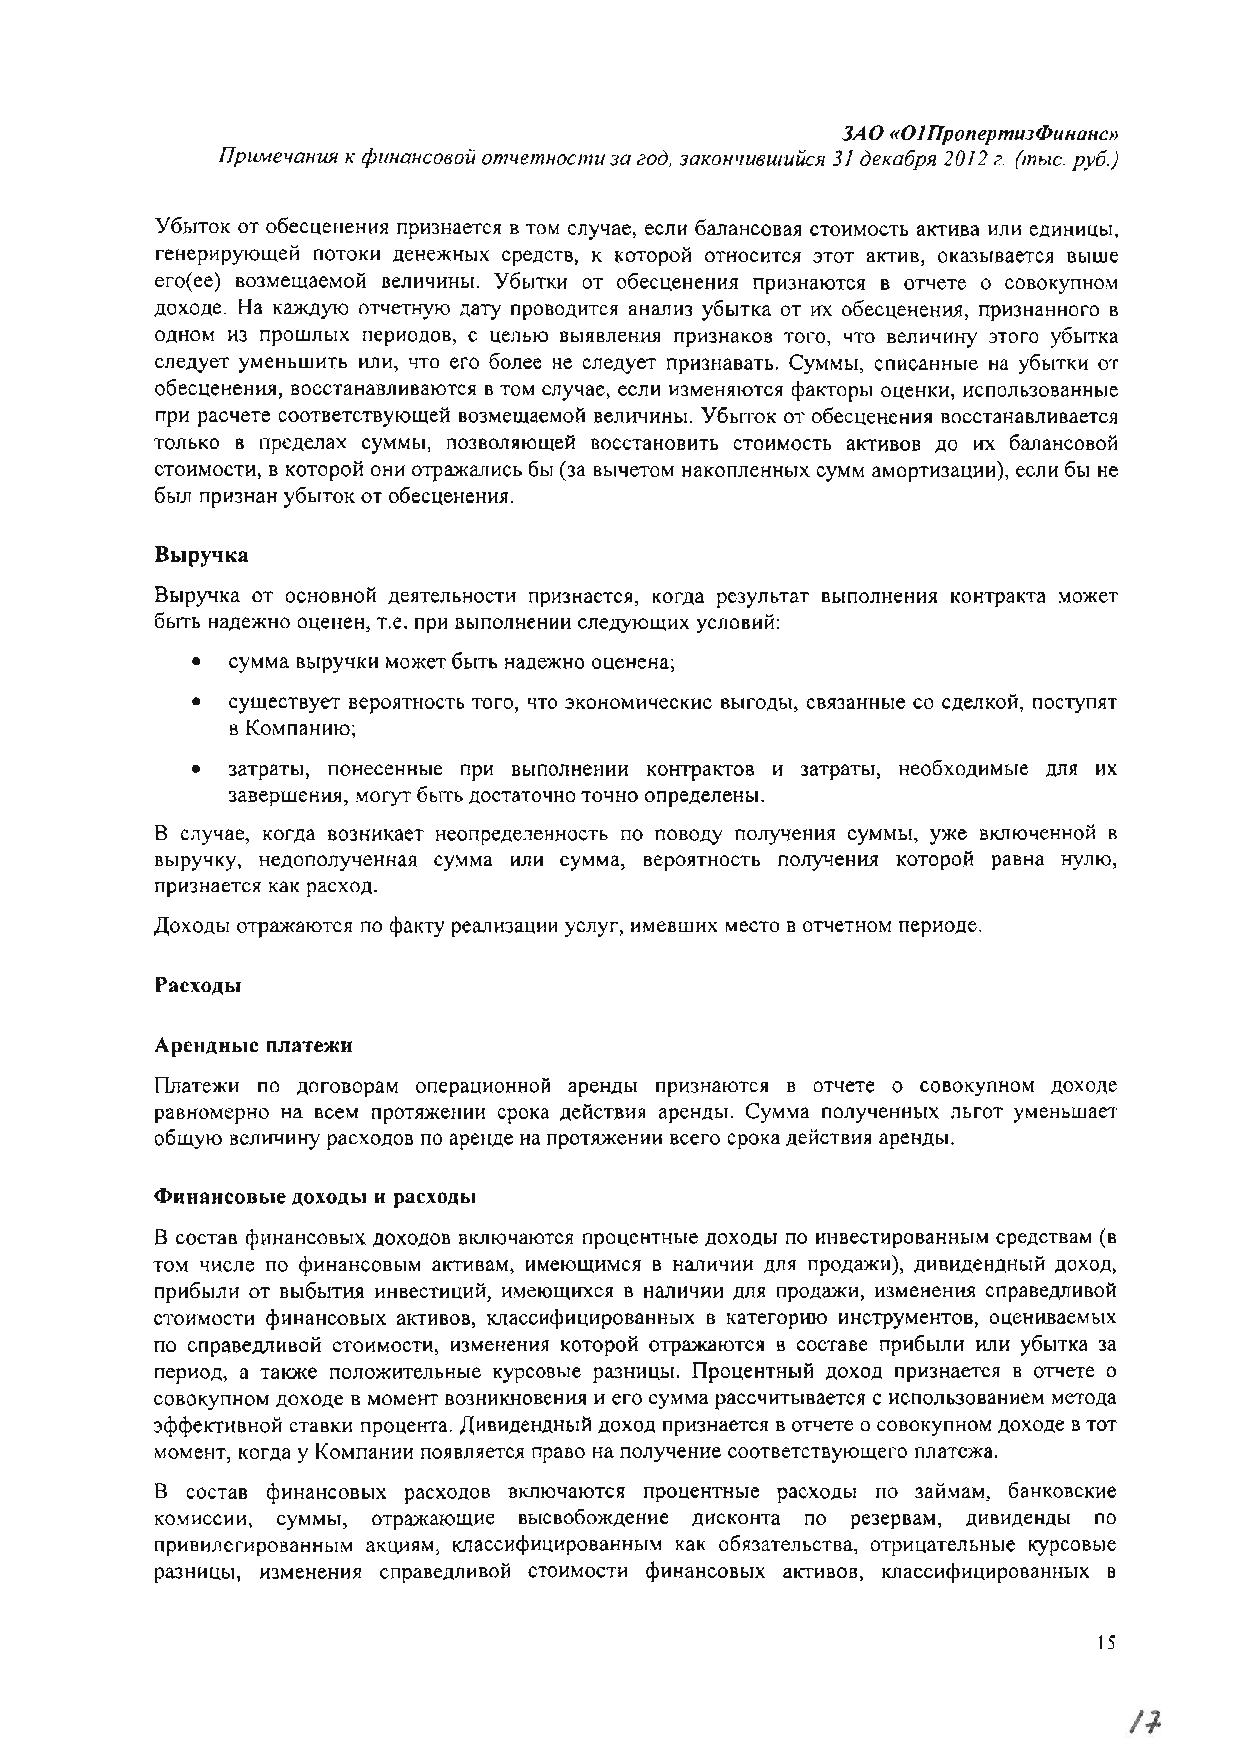 ЗАО «О1ПропертизФинанс»
Примечания к финансовой отчетности за год, закончившийся 31 декабря 2012 г. (тыс. руб.)
Убыток от обесценения признается в том случае, если балансовая стоимость актива или единицы,
генерирующей потоки денежных средств, к которой относится этот актив, оказывается выше
его(ее) возмещаемой величины. Убытки от обесценения признаются в отчете о совокупном
доходе. На каждую отчетную дату проводится анализ убытка от их обесценения, признанного в
одном из прошлых периодов, с целью выявления признаков того, что величину этого убытка
следует уменьшить или, что его более не следует признавать. Суммы, списанные на убытки от
обесценения, восстанавливаются в том случае, если изменяются факторы оценки, использованные
при расчете соответствующей возмещаемой величины. Убыток от обесценения восстанавливается
только в пределах суммы, позволяющей восстановить стоимость активов до их балансовой
стоимости, в которой они отражались бы (за вычетом накопленных сумм амортизации), если бы не
был признан убыток от обесценения.
Выручка
Выручка от основной деятельности признается, когда результат выполнения контракта может
быть надежно оценен, т.е. при выполнении следующих условий:
• сумма выручки может быть надежно оценена;
• существует вероятность того, что экономические выгоды, связанные со сделкой, поступят
в Компанию;
• затраты, понесенные при выполнении контрактов и затраты, необходимые для их
завершения, могут быть достаточно точно определены.
В случае, когда возникает неопределенность по поводу получения суммы, уже включенной в
выручку, недополученная сумма или сумма, вероятность получения которой равна нулю,
признается как расход.
Доходы отражаются по факту реализации услуг, имевших место в отчетном периоде.
Расходы
Арендные платежи
Платежи по договорам операционной аренды признаются в отчете о совокупном доходе
равномерно на всем протяжении срока действия аренды. Сумма полученных льгот уменьшает
общую величину расходов по аренде на протяжении всего срока действия аренды.
Финансовые доходы и расходы
В состав финансовых доходов включаются процентные доходы по инвестированным средствам (в
том числе по финансовым активам, имеющимся в наличии для продажи), дивидендный доход,
прибыли от выбытия инвестиций, имеющихся в наличии для продажи, изменения справедливой
стоимости финансовых активов, классифицированных в категорию инструментов, оцениваемых
по справедливой стоимости, изменения которой отражаются в составе прибыли или убытка за
период, а также положительные курсовые разницы. Процентный доход признается в отчете о
совокупном доходе в момент возникновения и его сумма рассчитывается с использованием метода
эффективной ставки процента. Дивидендный доход признается в отчете о совокупном доходе в тот
момент, когда у Компании появляется право на получение соответствующего платежа.
В состав финансовых расходов включаются процентные расходы по займам, банковские
комиссии, суммы, отражающие высвобождение дисконта по резервам, дивиденды по
привилегированным акциям, классифицированным как обязательства, отрицательные курсовые
разницы, изменения справедливой стоимости финансовых активов, классифицированных в
15
17